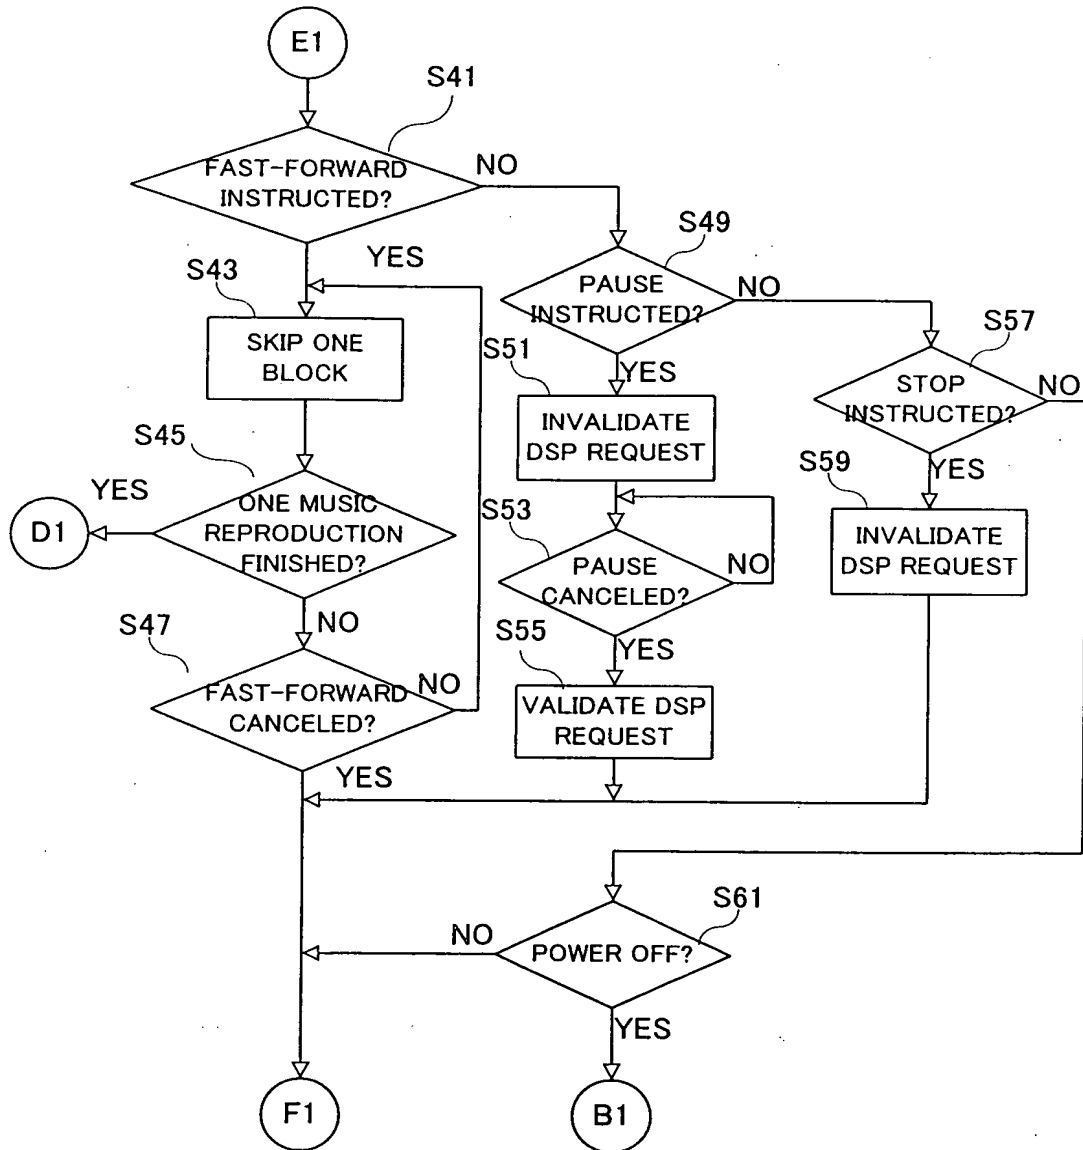 E1
S41
FAST-FORWARD
INSTRUCTED?
NO
YES
S43
SKIP ONE
BLOCK
S49
PAUSE
INSTRUCTED?
NO
S51
YES
INVALIDATE
DSP REQUEST
S57
STOP
INSTRUCTED?
NO
S59
YES
INVALIDATE
DSP REQUEST
S45
YES
ONE MUSIC
REPRODUCTION
FINISHED?
D1
NO
S53
PAUSE
CANCELED?
NO
S47
FAST-FORWARD
CANCELED?
NO
YES
S55
YES
VALIDATE DSP
REQUEST
S61
NO
POWER OFF?
YES
F1
B1